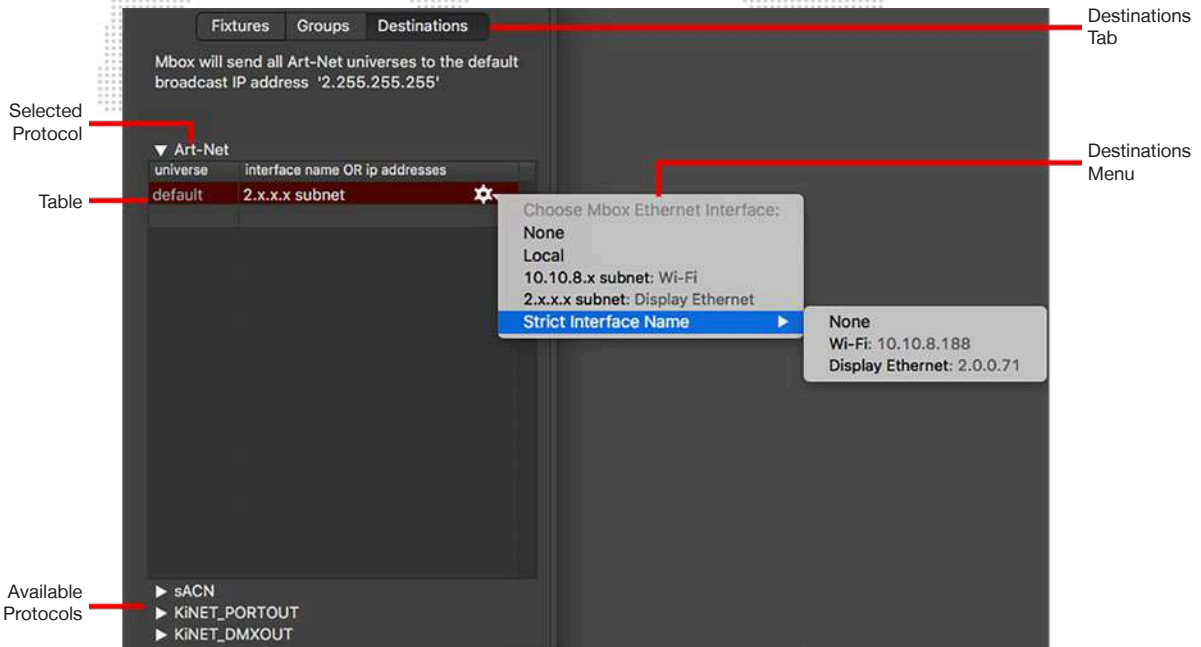 Destinations
Tab
Fixtures Groups Destinations
Mbox will send all Art-Net universes to the default
broadcast IP address '2.255.255.255'
Selected
Protocol
▼ Art-Net
universe interface name OR ip addresses
Table
default 2.x.x.x subnet
Destinations
Menu
Choose Mbox Ethernet Interface:
None
Local
10.10.8.x subnet: Wi-Fi
2.x.x.x subnet: Display Ethernet
Strict Interface Name ▶
None
Wi-Fi: 10.10.8.188
Display Ethernet: 2.0.0.71
Available
Protocols
▶ sACN
▶ KiNET_PORTOUT
▶ KiNET_DMXOUT